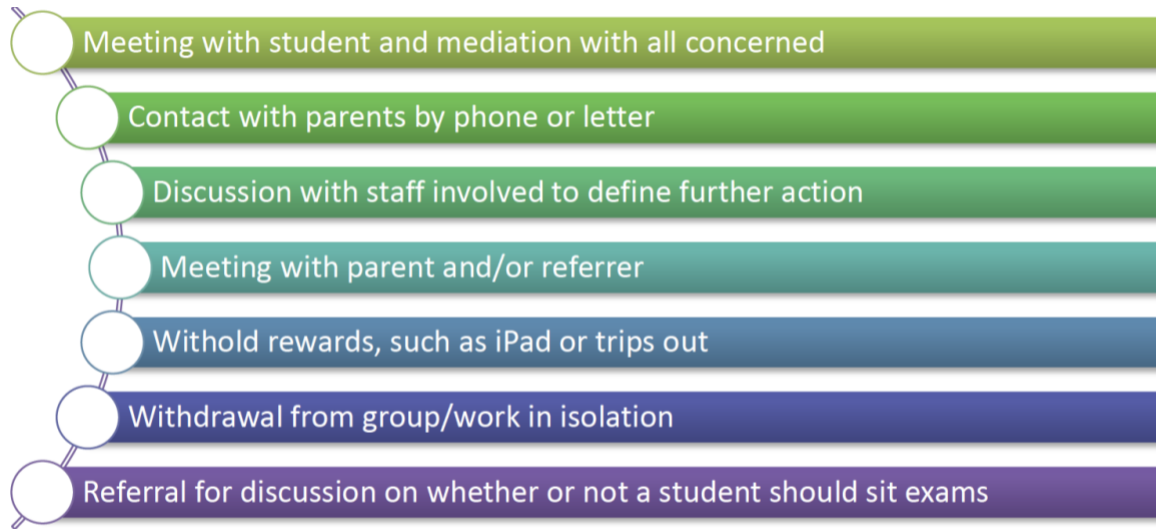 Meeting with student and mediation with all concerned
Contact with parents by phone or letter
Discussion with staff involved to define further action
Meeting with parent and/or referrer
Withold rewards, such as iPad or trips out
Withdrawal from group/work in isolation
Referral for discussion on whether or not a student should sit exams